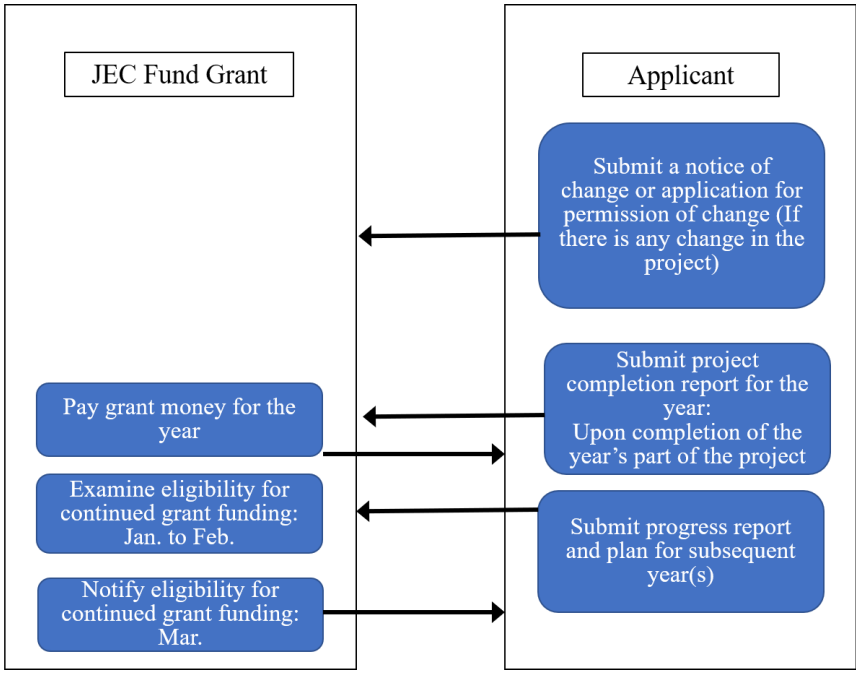 JEC Fund Grant
Applicant
Submit a notice of
change or application for
permission of change (If
there is any change in the
project)
Submit project
completion report for the
year:
Upon completion of the
year's part of the project
Pay grant money for the
year
Examine eligibility for
continued grant funding:
Jan. to Feb.
Submit progress report
and plan for subsequent
year(s)
Notify eligibility for
continued grant funding:
Mar.